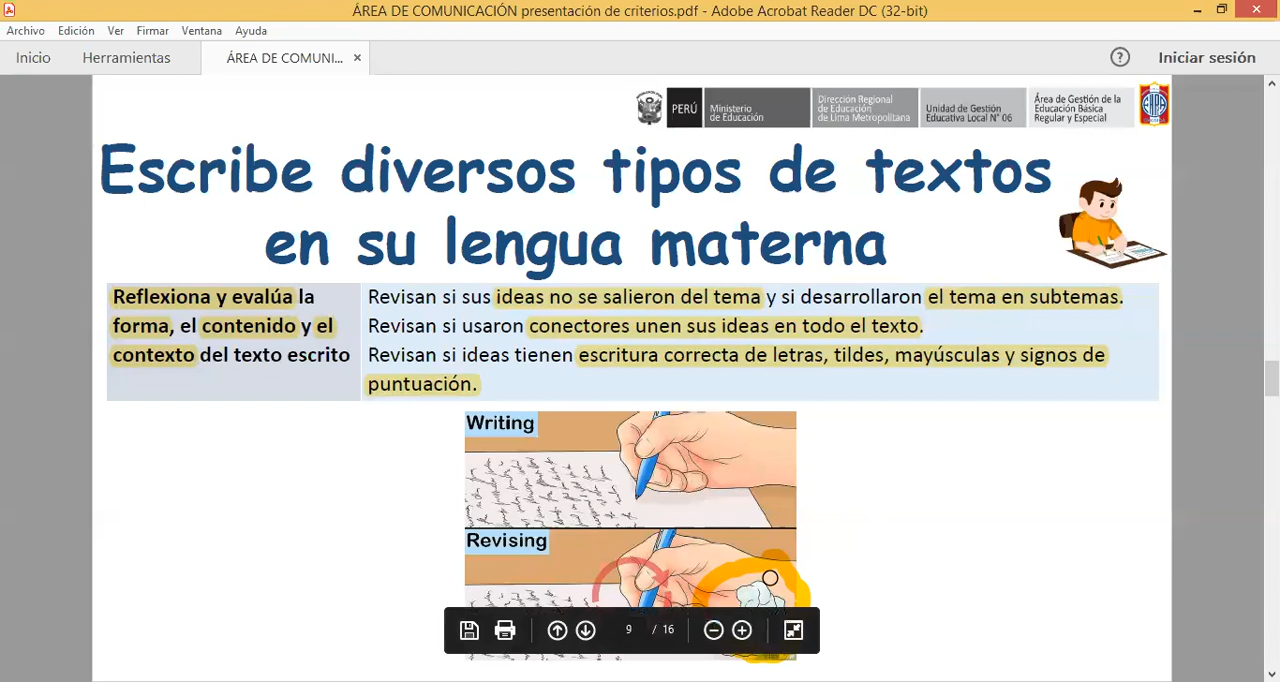 ÁREA DE COMUNICACIÓN presentación de criterios.pdf - Adobe Acrobat Reader DC (32-bit)
Archivo Edición Ver Firmar Ventana Ayuda
Inicio Herramientas ÁREA DE COMUNI... × Iniciar sesión
PERÚ
Ministerio
de Educación
Dirección Regional
de Educación
de Lima Metropolitana
Unidad de Gestión
Educativa Local N° 06
Área de Gestión de la
Educación Básica
Regular y Especial
Escribe diversos tipos de textos
en su lengua materna
Reflexiona y evalúa la
forma, el contenido y el
contexto del texto escrito
Revisan si sus ideas no se salieron del tema y si desarrollaron el tema en subtemas.
Revisan si usaron conectores unen sus ideas en todo el texto.
Revisan si ideas tienen escritura correcta de letras, tildes, mayúsculas y signos de
puntuación.
Writing
Revising
9 / 16